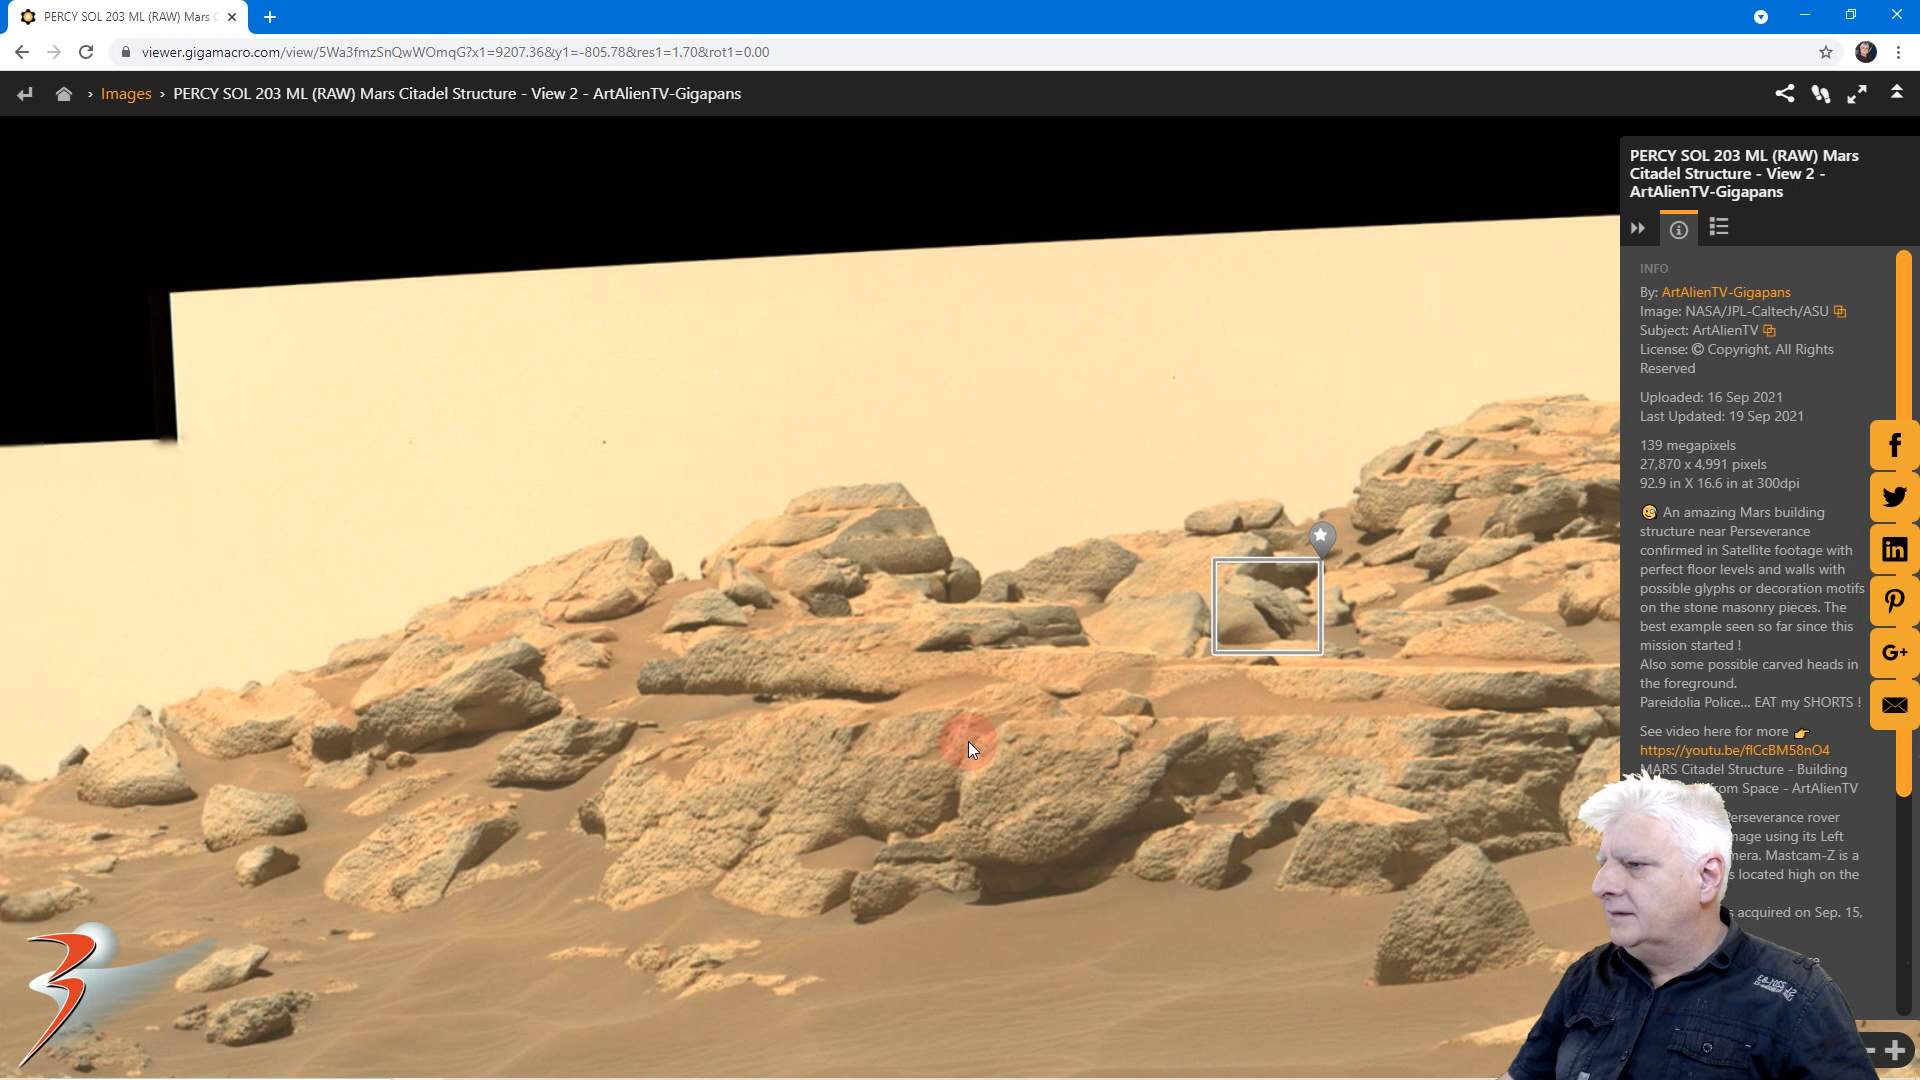 PERCY SOL 203 ML (RAW) Mars C
viewer.gigamacro.com/view/5Wa3fmzSnQwWOmqG?x1=9207.36&y1=-805.78&res1=1.70&rot1=0.00
› Images › PERCY SOL 203 ML (RAW) Mars Citadel Structure - View 2 - ArtAlienTV-Gigapans
PERCY SOL 203 ML (RAW) Mars
Citadel Structure - View 2 -
ArtAlienTV-Gigapans
INFO
By: ArtAlienTV-Gigapans
Image: NASA/JPL-Caltech/ASU
Subject: ArtAlienTV
License: © Copyright, All Rights
Reserved
Uploaded: 16 Sep 2021
Last Updated: 19 Sep 2021
139 megapixels
27,870 x 4,991 pixels
92.9 in X 16.6 in at 300dpi
An amazing Mars building
structure near Perseverance
confirmed in Satellite footage with
perfect floor levels and walls with
possible glyphs or decoration motifs
on the stone masonry pieces. The
best example seen so far since this
mission started !
Also some possible carved heads in
the foreground.
Pareidolia Police... EAT my SHORTS !
See video here for more
https://youtu.be/flCcBM58nO4
MARS Citadel Structure - Building
from Space - ArtAlienTV
Perseverance rover
image using its Left
Mastcam-Z is a
located high on the
acquired on Sep. 15,